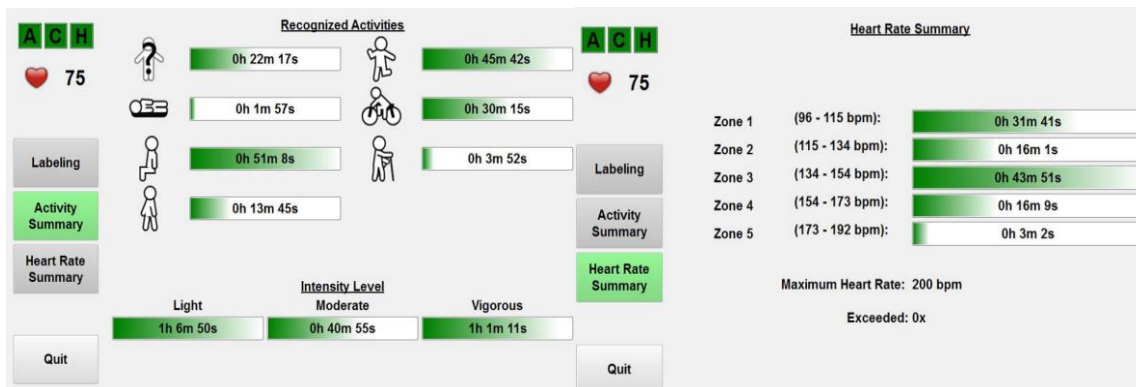 A C H
75
Labeling
Activity
Summary
Heart Rate
Summary
Quit
Recognized Activities
?
0h 22m 17s
0h 45m 42s
0h 1m 57s
0h 30m 15s
0h 51m 8s
0h 3m 52s
0h 13m 45s
Intensity Level
Light Moderate Vigorous
1h 6m 50s 0h 40m 55s 1h 1m 11s
A C H
75
Labeling
Activity
Summary
Heart Rate
Summary
Quit
Heart Rate Summary
Zone 1 (96 - 115 bpm): 0h 31m 41s
Zone 2 (115 - 134 bpm): 0h 16m 1s
Zone 3 (134 - 154 bpm): 0h 43m 51s
Zone 4 (154 - 173 bpm): 0h 16m 9s
Zone 5 (173 - 192 bpm): 0h 3m 2s
Maximum Heart Rate: 200 bpm
Exceeded: 0x